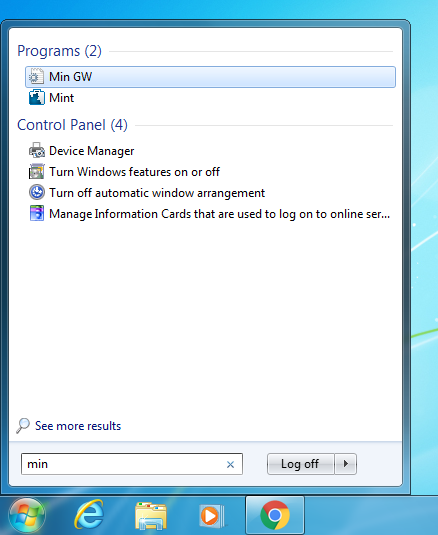 Programs (2)
Min GW
Mint
Control Panel (4)
Device Manager
Turn Windows features on or off
Turn off automatic window arrangement
Manage Information Cards that are used to log on to online ser...
See more results
min
Log off